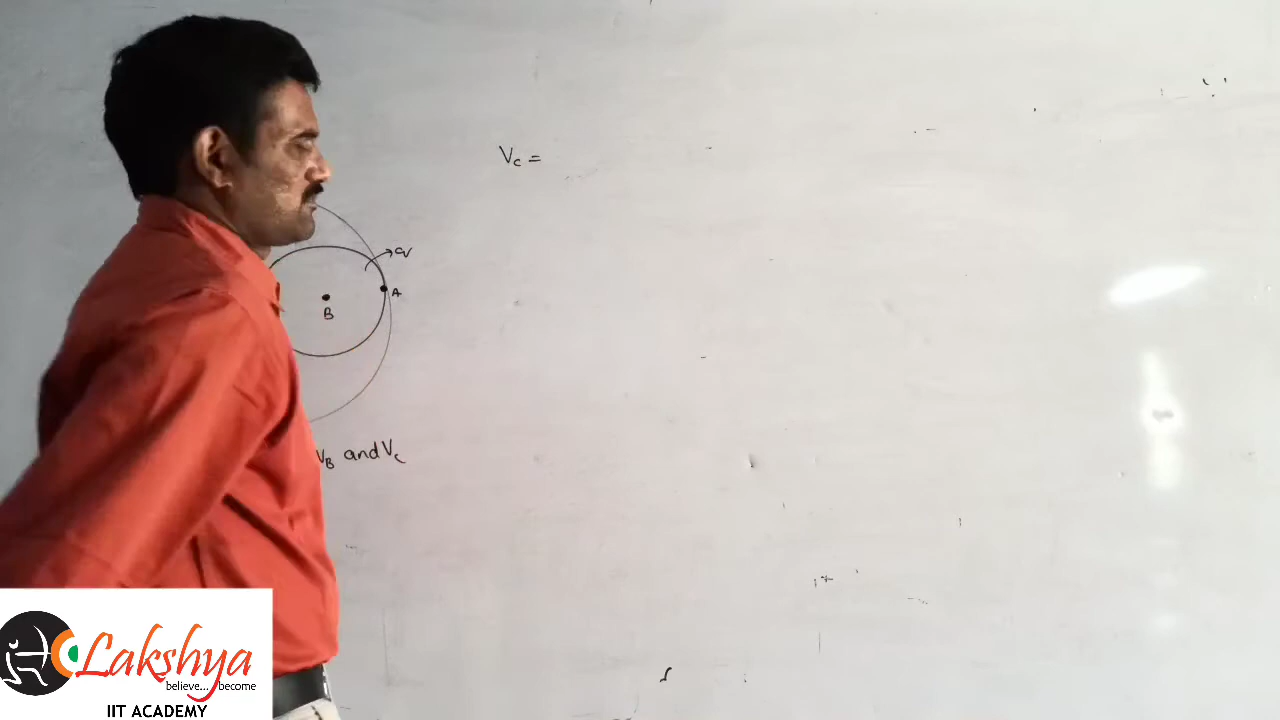 V_c =
q
A
B
V_B and V_c
Lakshya
believe... become
IIT ACADEMY